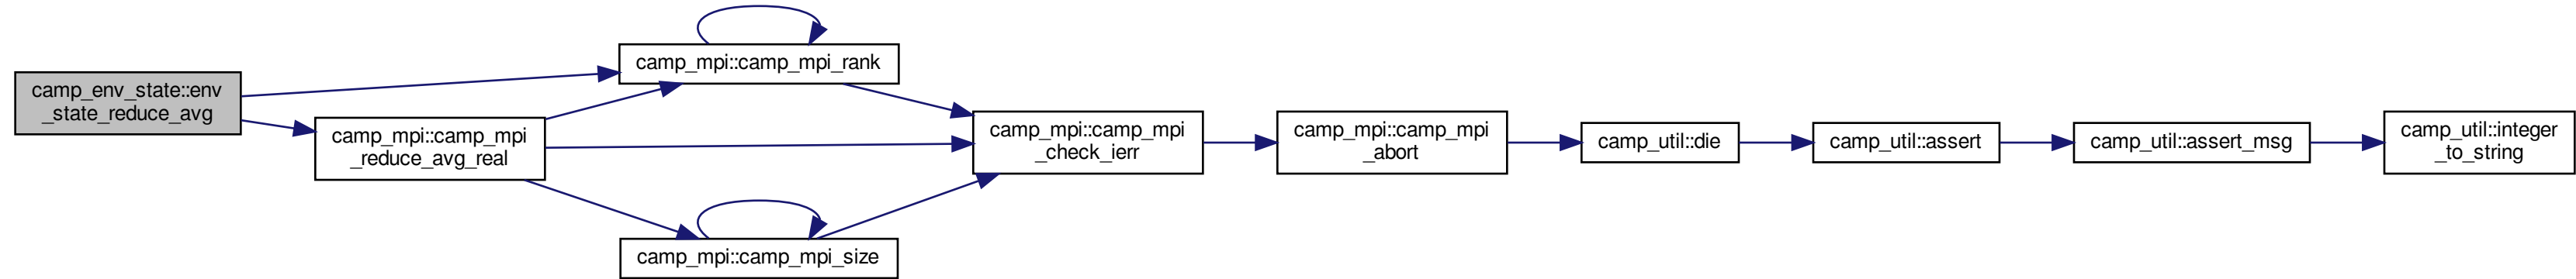 camp_env_state::env
_state_reduce_avg
camp_mpi::camp_mpi_rank
camp_mpi::camp_mpi
_reduce_avg_real
camp_mpi::camp_mpi_size
camp_mpi::camp_mpi
_check_ierr
camp_mpi::camp_mpi
_abort
camp_util::die
camp_util::assert
camp_util::assert_msg
camp_util::integer
_to_string